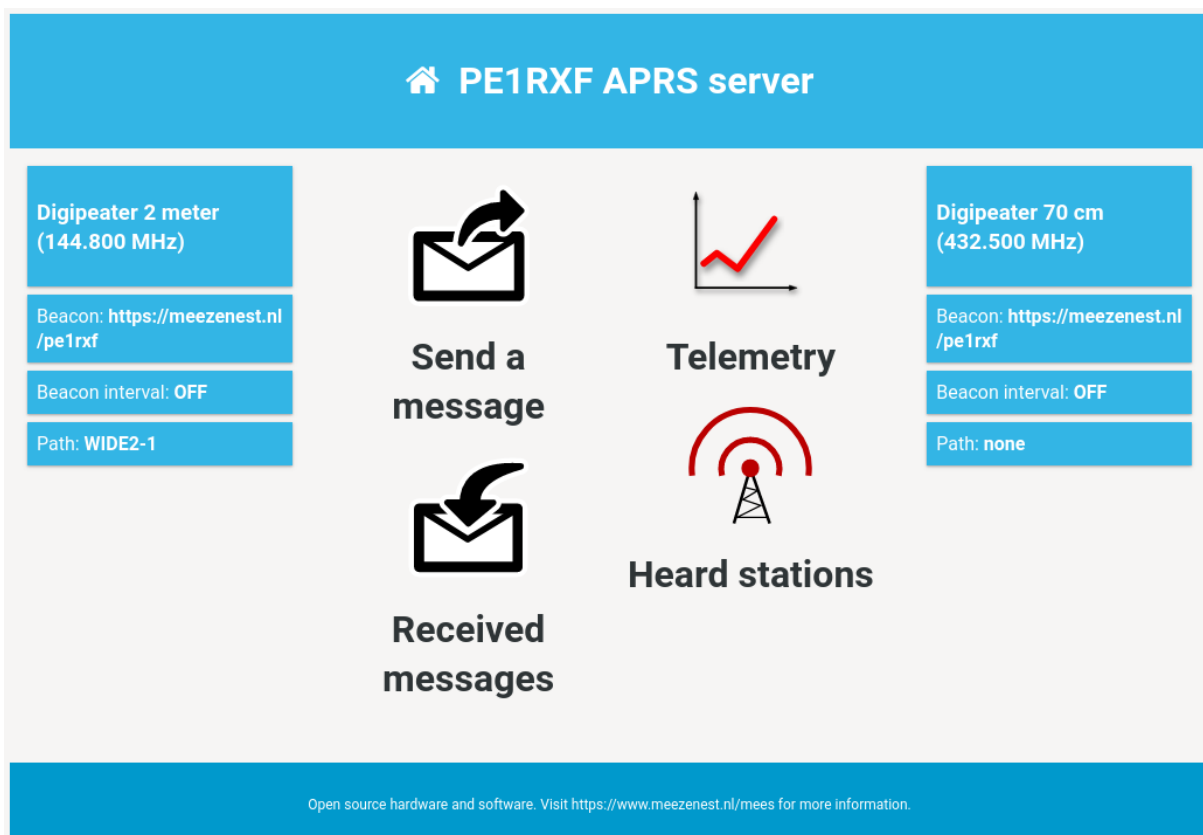 PE1RXF APRS server
Digipeater 2 meter
(144.800 MHz)
Beacon: https://meezenest.nl
/pe1rxf
Beacon interval: OFF
Path: WIDE2-1
Send a
message
Received
messages
Telemetry
Heard stations
Digipeater 70 cm
(432.500 MHz)
Beacon: https://meezenest.nl
/pe1rxf
Beacon interval: OFF
Path: none
Open source hardware and software. Visit https://www.meezenest.nl/mees for more information.